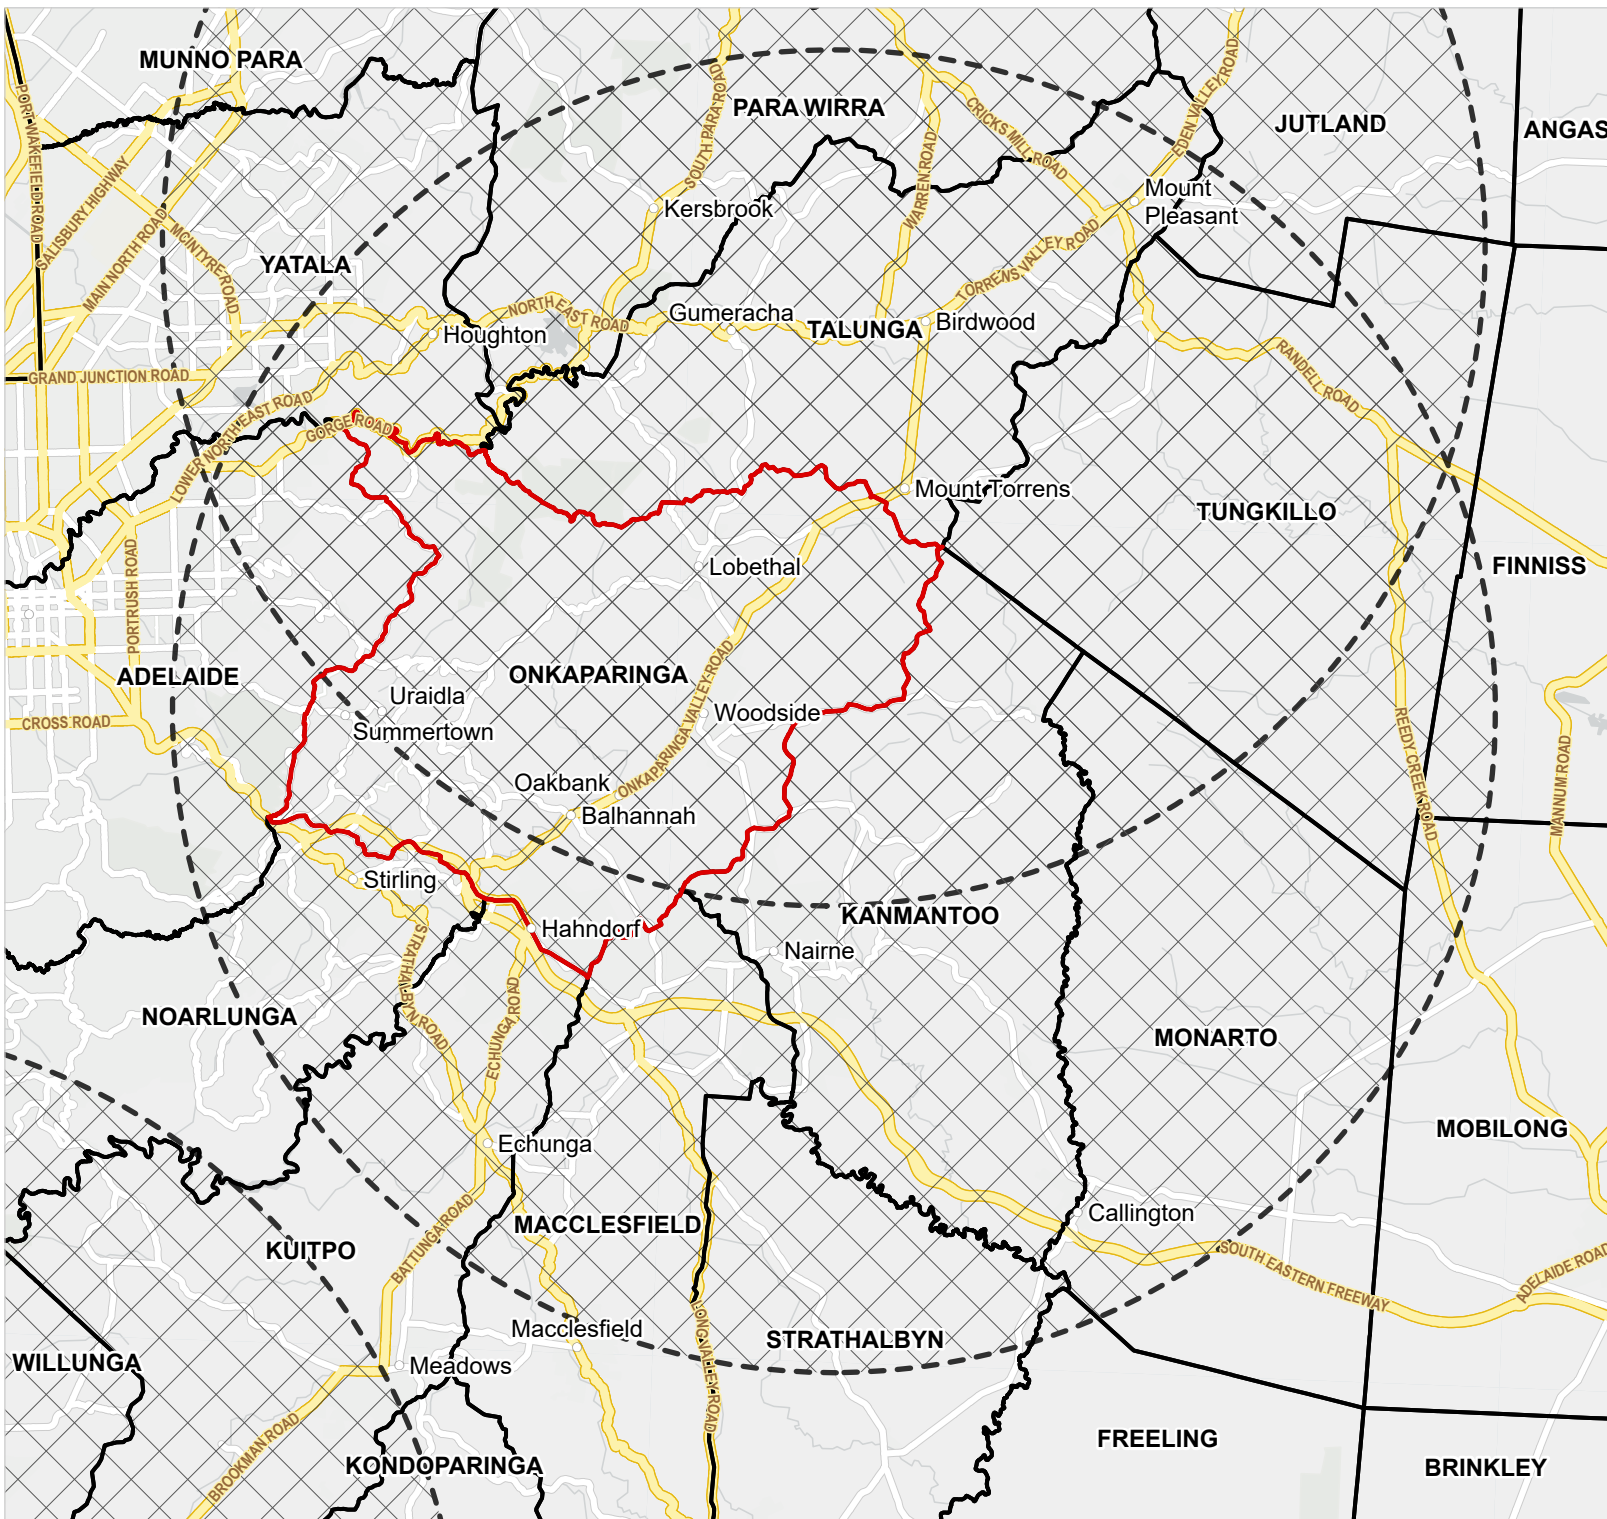 MUNNO PARA
PARA WIRRA
JUTLAND
ANGAS
PORT WAKEFIELD ROAD
SALISBURY HIGHWAY
MAIN NORTH ROAD
MCINTYRE ROAD
YATALA
SOUTH PARA ROAD
WARREN ROAD
CRICKS MILL ROAD
EDEN VALLEY ROAD
Mount
Pleasant
Kersbrook
TORRENS VALLEY ROAD
NORTH EAST ROAD
Gumeracha
TALUNGA
Birdwood
Houghton
GRAND JUNCTION ROAD
LOWER NORTH EAST ROAD
GORGE ROAD
RANDELL ROAD
Mount Torrens
TUNGKILLO
FINNISS
PORTRUSH ROAD
Lobethal
ADELAIDE
ONKAPARINGA
Uraidla
Summertown
CROSS ROAD
Woodside
ONKAPARINGA VALLEY ROAD
Oakbank
Balhannah
REEDY CREEK ROAD
MANNUM ROAD
Stirling
Hahndorf
KANMANTOO
Nairne
STRATHALBYN ROAD
ECHUNGA ROAD
NOARLUNGA
MONARTO
MOBILONG
Echunga
Callington
MACCLESFIELD
KUITPO
BATTUNGA ROAD
SOUTH EASTERN FREEWAY
ADELAIDE ROAD
Macclesfield
STRATHALBYN
LONG VALLEY ROAD
WILLUNGA
Meadows
BROOKMAN ROAD
KONDOPARINGA
FREELING
BRINKLEY